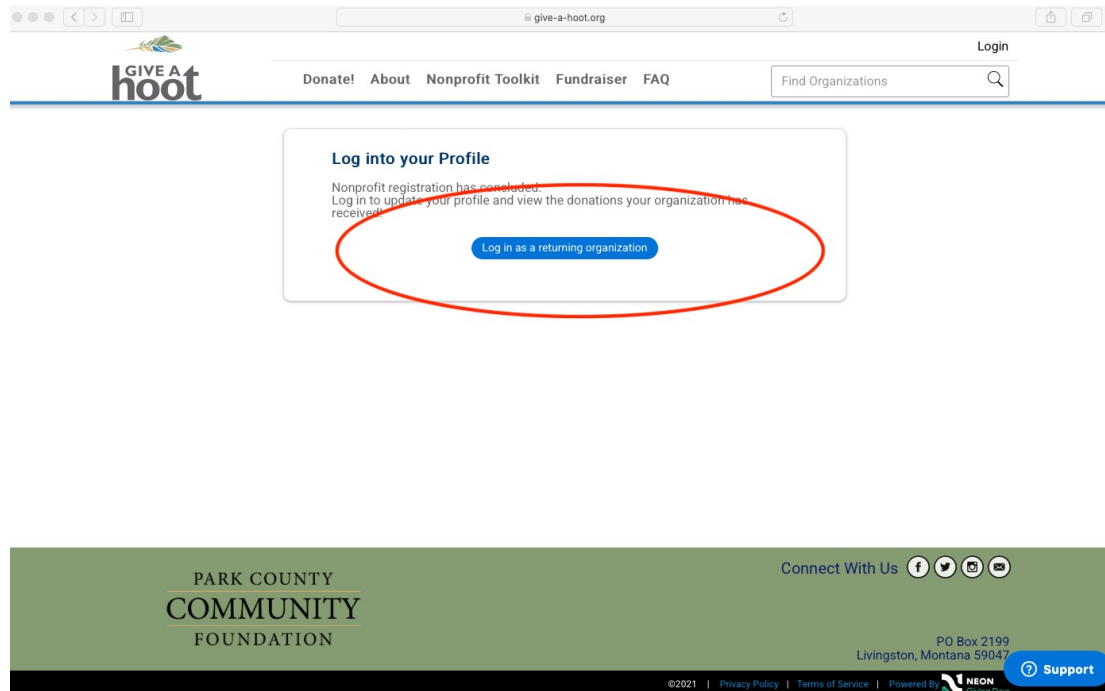 give-a-hoot.org
Login
GIVE A
hoot
Donate! About Nonprofit Toolkit Fundraiser FAQ
Find Organizations
Log into your Profile
Nonprofit registration has concluded.
Log in to update your profile and view the donations your organization has
received!
Log in as a returning organization
PARK COUNTY
COMMUNITY
FOUNDATION
Connect With Us
PO Box 2199
Livingston, Montana 59047
Support
©2021 | Privacy Policy | Terms of Service | Powered By NEON
Giving Days